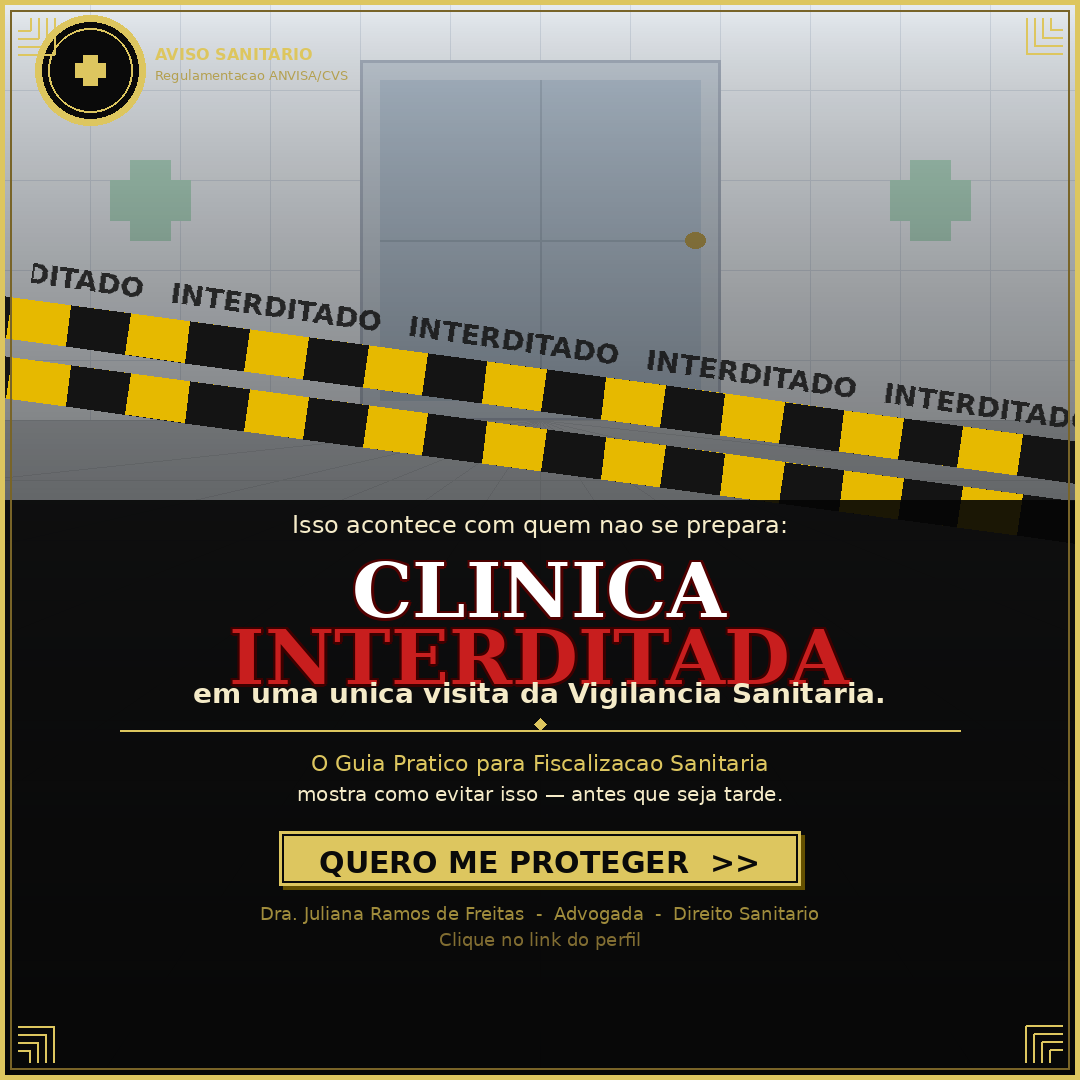 AVISO SANITARIO
Regulamentacao ANVISA/CVS
DITADO INTERDITADO INTERDITADO INTERDITADO INTERDITADO
Isso acontece com quem nao se prepara:
CLINICA
INTERDITADA
em uma unica visita da Vigilancia Sanitaria.
O Guia Pratico para Fiscalizacao Sanitaria
mostra como evitar isso — antes que seja tarde.
QUERO ME PROTEGER >>
Dra. Juliana Ramos de Freitas - Advogada - Direito Sanitario
Clique no link do perfil